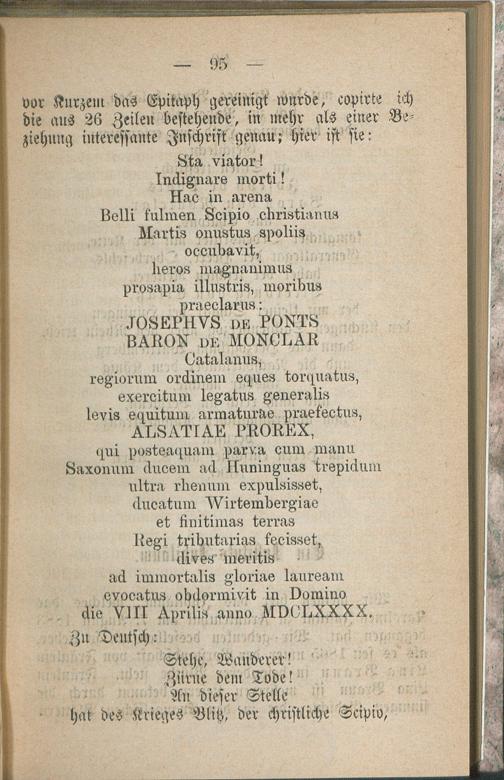 — 95 —
vor Kurzem das Epitaph gereinigt wurde, copirte ich
die aus 26 Zeilen bestehende, in mehr als einer Be-
ziehung interessante Inschrift genau; hier ist sie:
Sta viator!
Indignare morti!
Hac in arena
Belli fulmen Scipio christianus
Martis onustus spoliis
occubavit,
heros magnanimus
prosapia illustris, moribus
praeclarus:
JOSEPHVS DE PONTS
BARON DE MONCLAR
Catalanus,
regiorum ordinem eques torquatus,
exercitum legatus generalis
levis equitum armaturae praefectus,
ALSATIAE PROREX,
qui posteaquam parva cum manu
Saxonum ducem ad Huninguas trepidum
ultra rhenum expulsisset,
ducatum Wirtembergiae
et finitimas terras
Regi tributarias fecisset,
dives meritis
ad immortalis gloriae lauream
evocatus obdormivit in Domino
die VIII Aprilis anno MDCLXXXX.
Zu Deutsch:
Stehe, Wanderer!
Zürne dem Tode!
An dieser Stelle
hat des Krieges Blitz, der christliche Scipio,